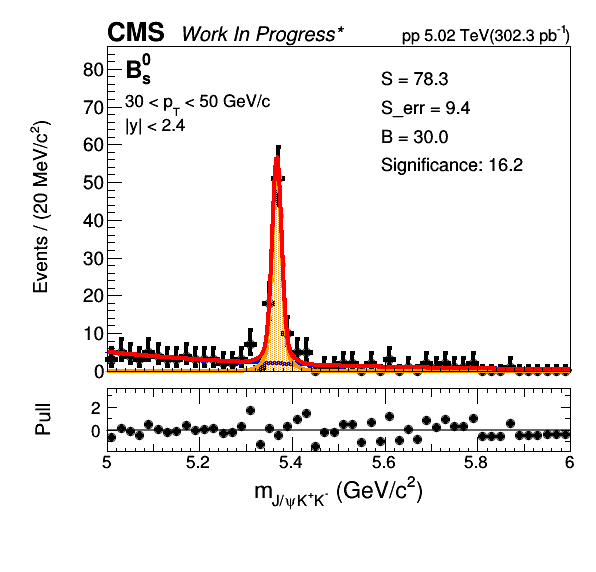 CMS Work In Progress* pp 5.02 TeV(302.3 pb⁻¹)
B⁰ₛ
30 < p_T < 50 GeV/c
|y| < 2.4
S = 78.3
S_err = 9.4
B = 30.0
Significance: 16.2
Events / (20 MeV/c²)
80
70
60
50
40
30
20
10
0
Pull
2
0
5 5.2 5.4 5.6 5.8 6
m_J/ψK⁺K⁻ (GeV/c²)